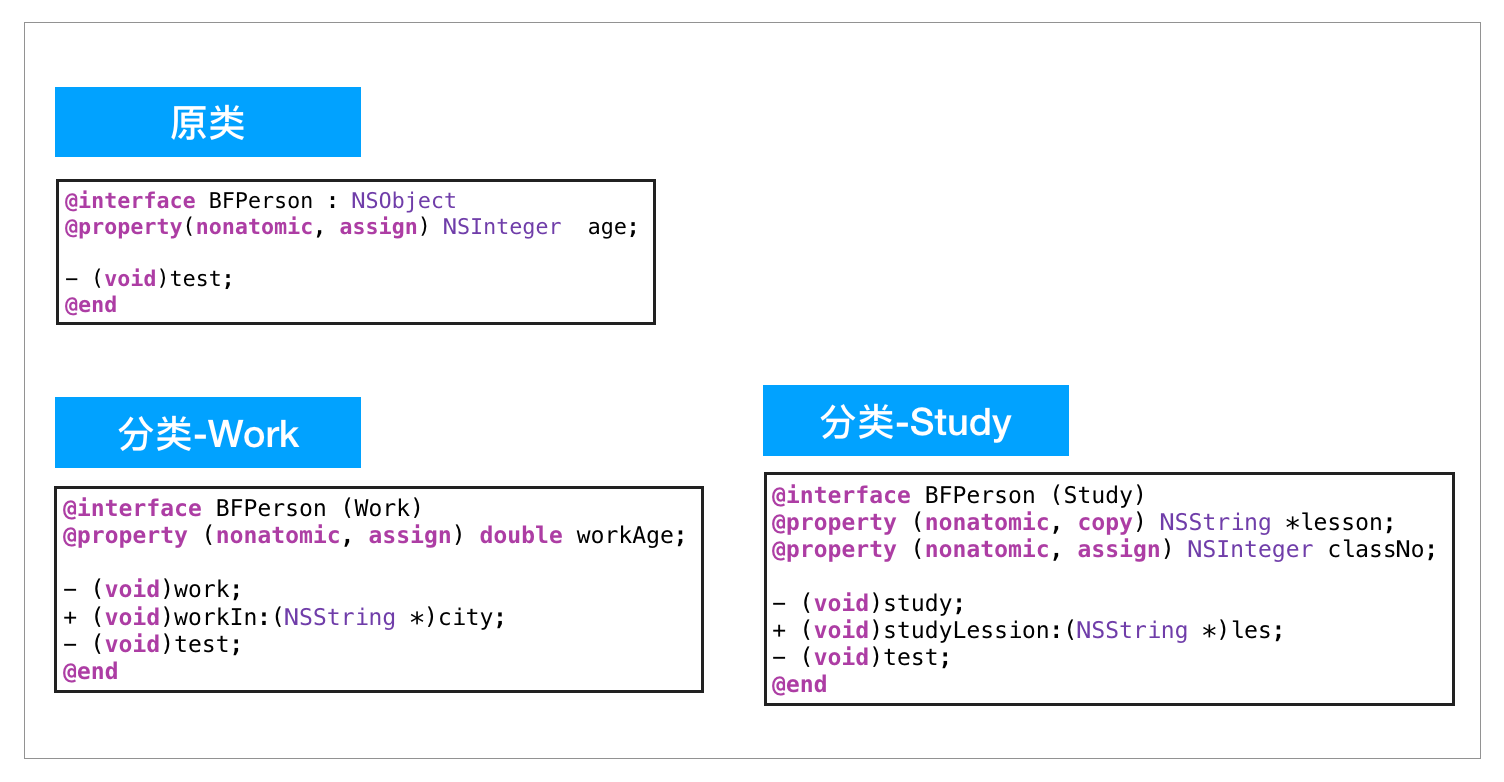 原类
@interface BFPerson : NSObject
@property(nonatomic, assign) NSInteger  age;
- (void)test;
@end
分类-Work
@interface BFPerson (Work)
@property (nonatomic, assign) double workAge;
- (void)work;
+ (void)workIn:(NSString *)city;
- (void)test;
@end
分类-Study
@interface BFPerson (Study)
@property (nonatomic, copy) NSString *lesson;
@property (nonatomic, assign) NSInteger classNo;
- (void)study;
+ (void)studyLession:(NSString *)les;
- (void)test;
@end